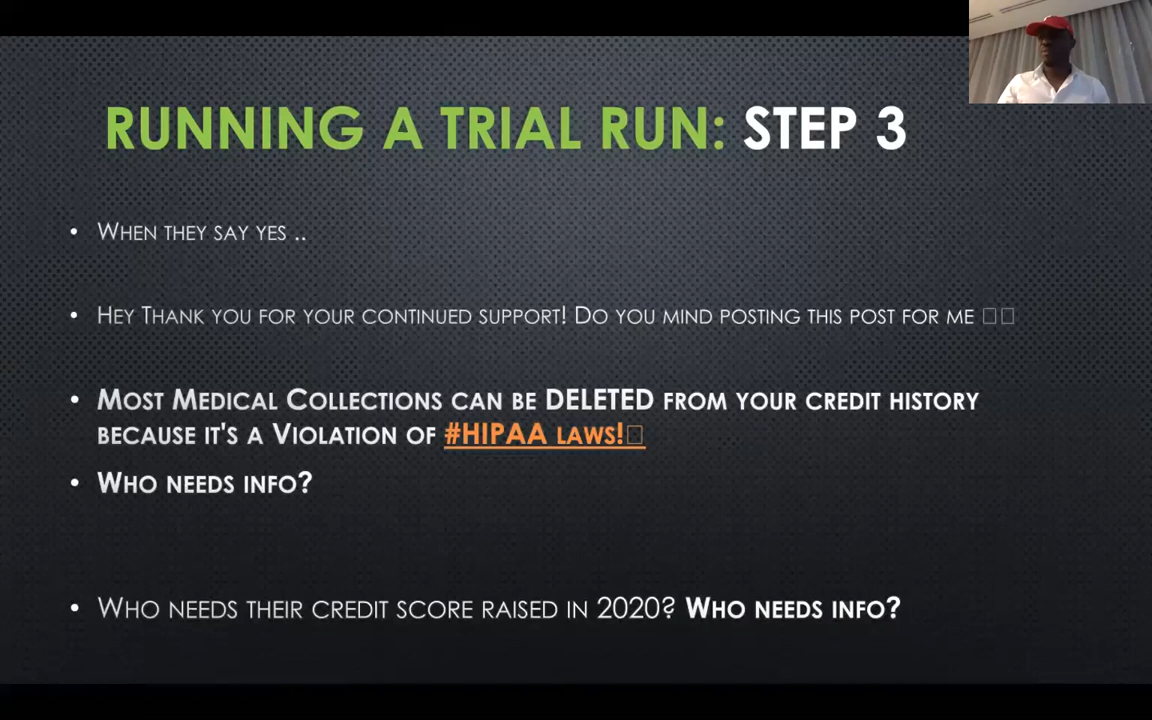 RUNNING A TRIAL RUN: STEP 3
• WHEN THEY SAY YES ..
• HEY THANK YOU FOR YOUR CONTINUED SUPPORT! DO YOU MIND POSTING THIS POST FOR ME □□
• MOST MEDICAL COLLECTIONS CAN BE DELETED FROM YOUR CREDIT HISTORY
BECAUSE IT'S A VIOLATION OF #HIPAA LAWS!□
• WHO NEEDS INFO?
• WHO NEEDS THEIR CREDIT SCORE RAISED IN 2020? WHO NEEDS INFO?